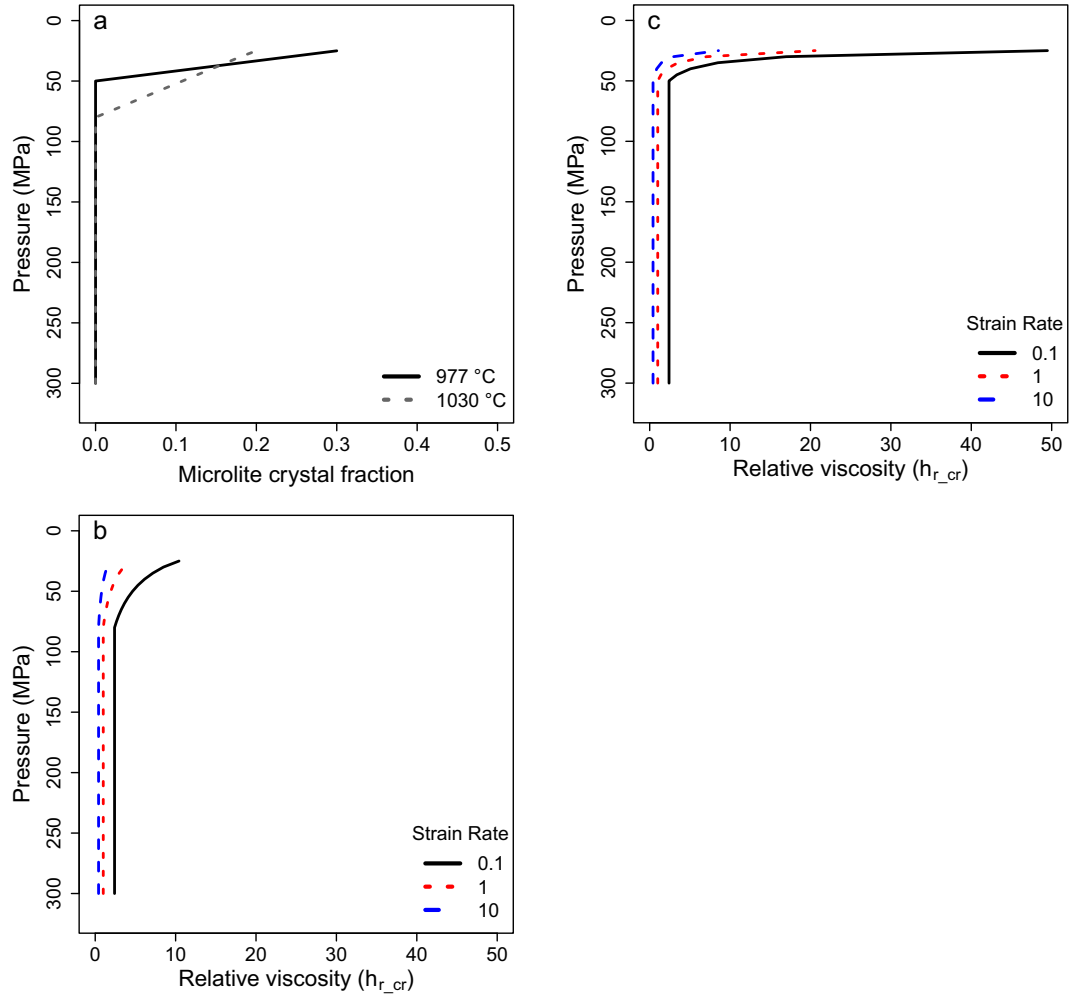 a
0
50
100
150
200
250
300
Pressure (MPa)
977 °C
1030 °C
0.0 0.1 0.2 0.3 0.4 0.5
Microlite crystal fraction
c
0
50
100
150
200
250
300
Pressure (MPa)
Strain Rate
0.1
1
10
0 10 20 30 40 50
Relative viscosity (hr_cr)
b
0
50
100
150
200
250
300
Pressure (MPa)
Strain Rate
0.1
1
10
0 10 20 30 40 50
Relative viscosity (hr_cr)